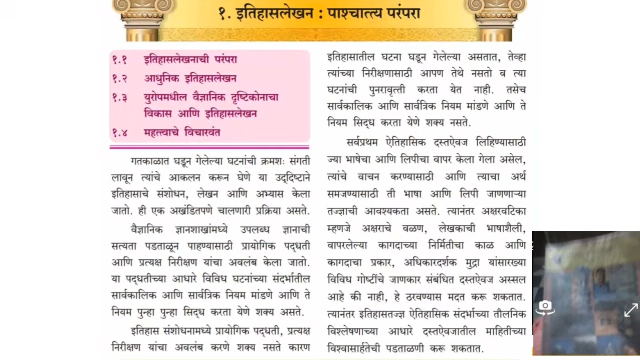 १. इतिहासलेखन : पाश्चात्य परंपरा
१.१ इतिहासलेखनाची परंपरा
१.२ आधुनिक इतिहासलेखन
१.३ युरोपमधील वैज्ञानिक दृष्टिकोनाचा
विकास आणि इतिहासलेखन
१.४ महत्त्वाचे विचारवंत
गतकाळात घडून गेलेल्या घटनांची क्रमशः संगती
लावून त्यांचे आकलन करून घेणे या उद्दिष्टाने
इतिहासाचे संशोधन, लेखन आणि अभ्यास केला
जातो. ही एक अखंडितपणे चालणारी प्रक्रिया असते.
वैज्ञानिक ज्ञानशाखांमध्ये उपलब्ध ज्ञानाची
सत्यता पडताळून पाहण्यासाठी प्रायोगिक पद्धती
आणि प्रत्यक्ष निरीक्षण यांचा अवलंब केला जातो.
या पद्धतीच्या आधारे विविध घटनांच्या संदर्भातील
सार्वकालिक आणि सार्वत्रिक नियम मांडणे आणि ते
नियम पुन्हा पुन्हा सिद्ध करता येणे शक्य असते.
इतिहास संशोधनामध्ये प्रायोगिक पद्धती, प्रत्यक्ष
निरीक्षण यांचा अवलंब करणे शक्य नसते कारण
इतिहासातील घटना घडून गेलेल्या असतात, तेव्हा
त्यांच्या निरीक्षणासाठी आपण तेथे नसतो व त्या
घटनांची पुनरावृत्ती करता येत नाही. तसेच
सार्वकालिक आणि सार्वत्रिक नियम मांडणे आणि ते
नियम सिद्ध करता येणे शक्य नसते.
सर्वप्रथम ऐतिहासिक दस्तऐवज लिहिण्यासाठी
ज्या भाषेचा आणि लिपीचा वापर केला गेला असेल,
त्यांचे वाचन करण्यासाठी आणि त्याचा अर्थ
समजण्यासाठी ती भाषा आणि लिपी जाणणाऱ्या
तज्ज्ञाची आवश्यकता असते. त्यानंतर अक्षरवटिका
म्हणजे अक्षराचे वळण, लेखकाची भाषाशैली,
वापरलेल्या कागदाच्या निर्मितीचा काळ आणि
कागदाचा प्रकार, अधिकारदर्शक मुद्रा यांसारख्या
विविध गोष्टींचे जाणकार संबंधित दस्तऐवज अस्सल
आहे की नाही, हे ठरवण्यास मदत करू शकतात.
त्यानंतर इतिहासतज्ज्ञ ऐतिहासिक संदर्भाच्या तौलनिक
विश्लेषणाच्या आधारे दस्तऐवजातील माहितीच्या
विश्वासार्हतेची पडताळणी करू शकतात.